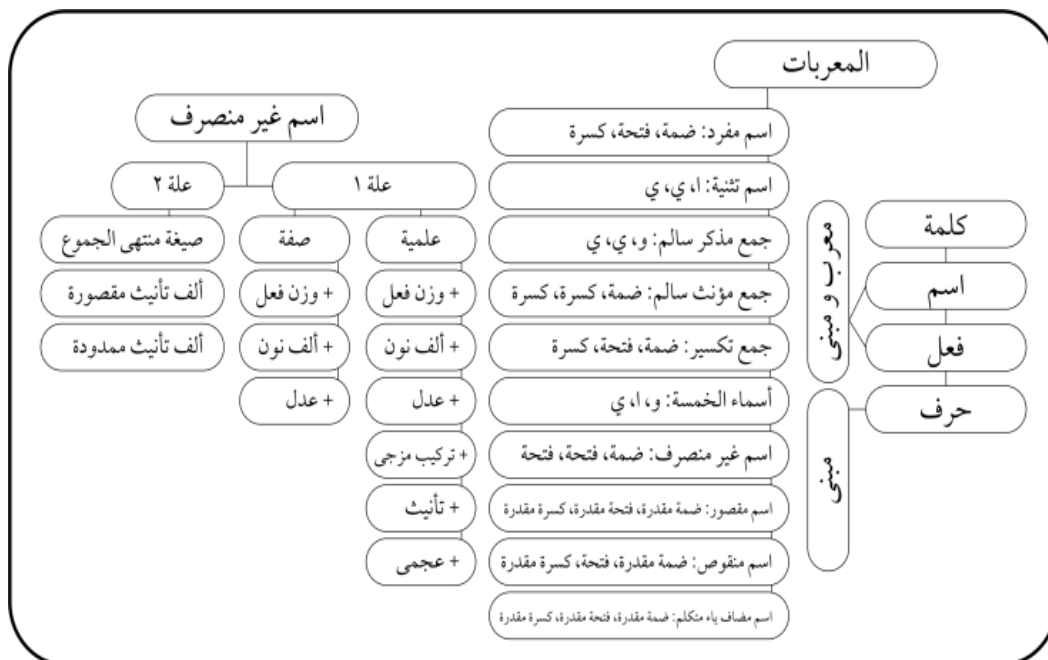 المعربات
اسم مفرد: ضمة، فتحة، كسرة
اسم تثنية: ا، ي، ي
جمع مذكر سالم: و، ي، ي
جمع مؤنث سالم: ضمة، كسرة، كسرة
جمع تكسير: ضمة، فتحة، كسرة
أسماء الخمسة: و، ا، ي
اسم غير منصرف: ضمة، فتحة، فتحة
اسم مقصور: ضمة مقدرة، فتحة مقدرة، كسرة مقدرة
اسم منقوص: ضمة مقدرة، فتحة، كسرة مقدرة
اسم مضاف ياء متكلم: ضمة مقدرة، فتحة مقدرة، كسرة مقدرة
كلمة
اسم
فعل
حرف
معرب و مبنى
مبنى
اسم غير منصرف
علة ١
علمية
+ وزن فعل
+ ألف نون
+ عدل
+ تركيب مزجى
+ تأنيث
+ عجمى
صفة
+ وزن فعل
+ ألف نون
+ عدل
علة ٢
صيغة منتهى الجموع
ألف تأنيث مقصورة
ألف تأنيث ممدودة